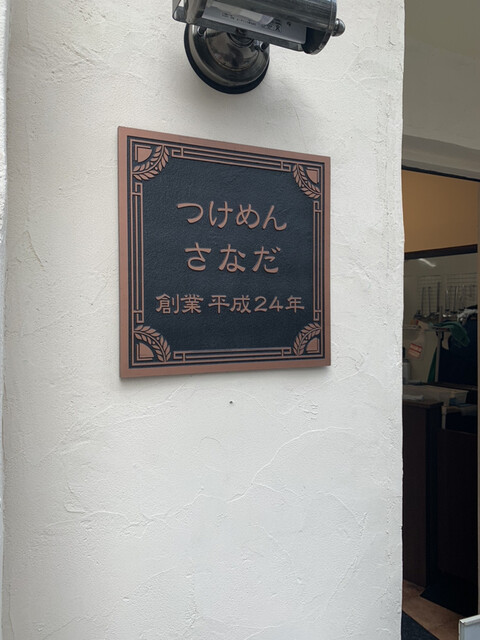 つけめん
さなだ
創業 平成24年